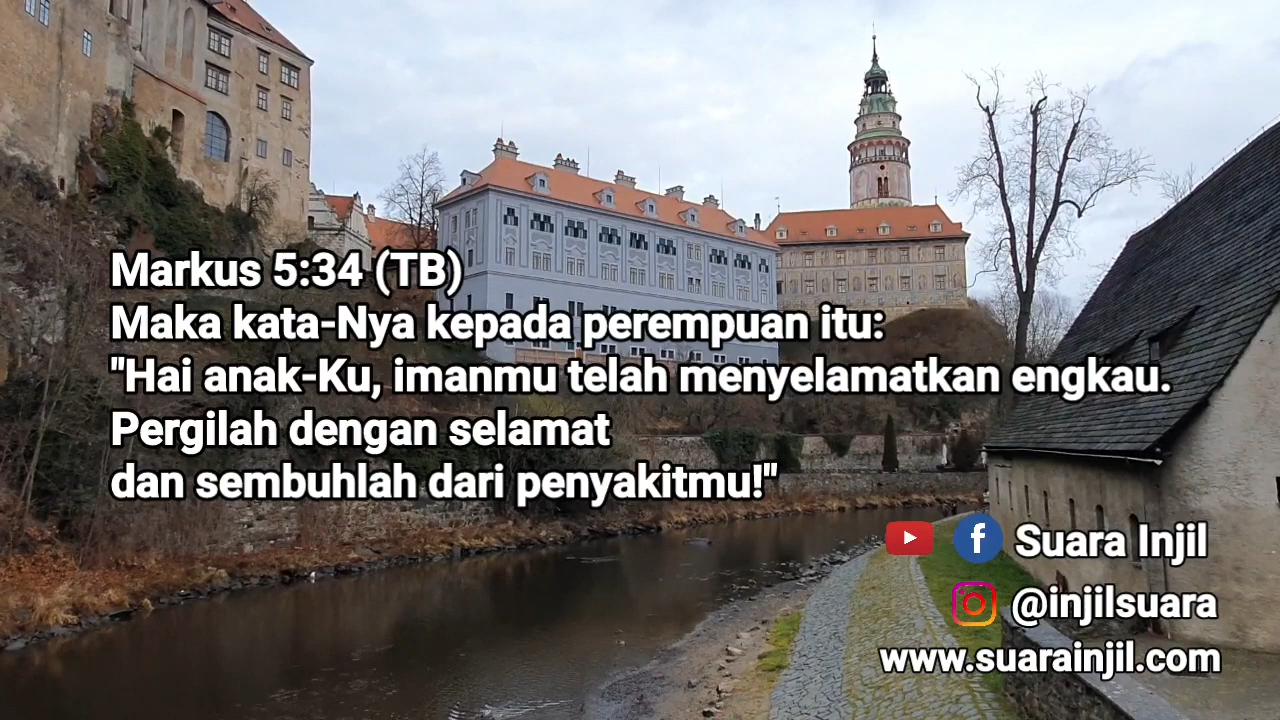 Markus 5:34 (TB)
Maka kata-Nya kepada perempuan itu:
"Hai anak-Ku, imanmu telah menyelamatkan engkau.
Pergilah dengan selamat
dan sembuhlah dari penyakitmu!"
Suara Injil
@injilsuara
www.suarainjil.com